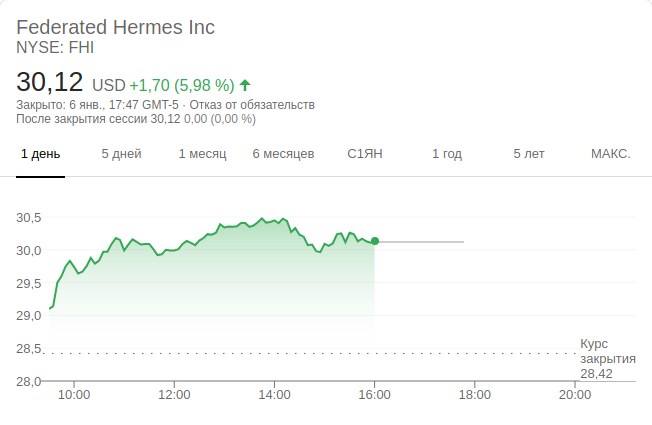 Federated Hermes Inc
NYSE: FHI
30,12 USD +1,70 (5,98 %)
Закрыто: 6 янв., 17:47 GMT-5 · Отказ от обязательств
После закрытия сессии 30,12 0,00 (0,00 %)
1 день 5 дней 1 месяц 6 месяцев С1ЯН 1 год 5 лет МАКС.
30,5
30,0
29,5
29,0
28,5
28,0
Курс
закрытия
28,42
10:00 12:00 14:00 16:00 18:00 20:00